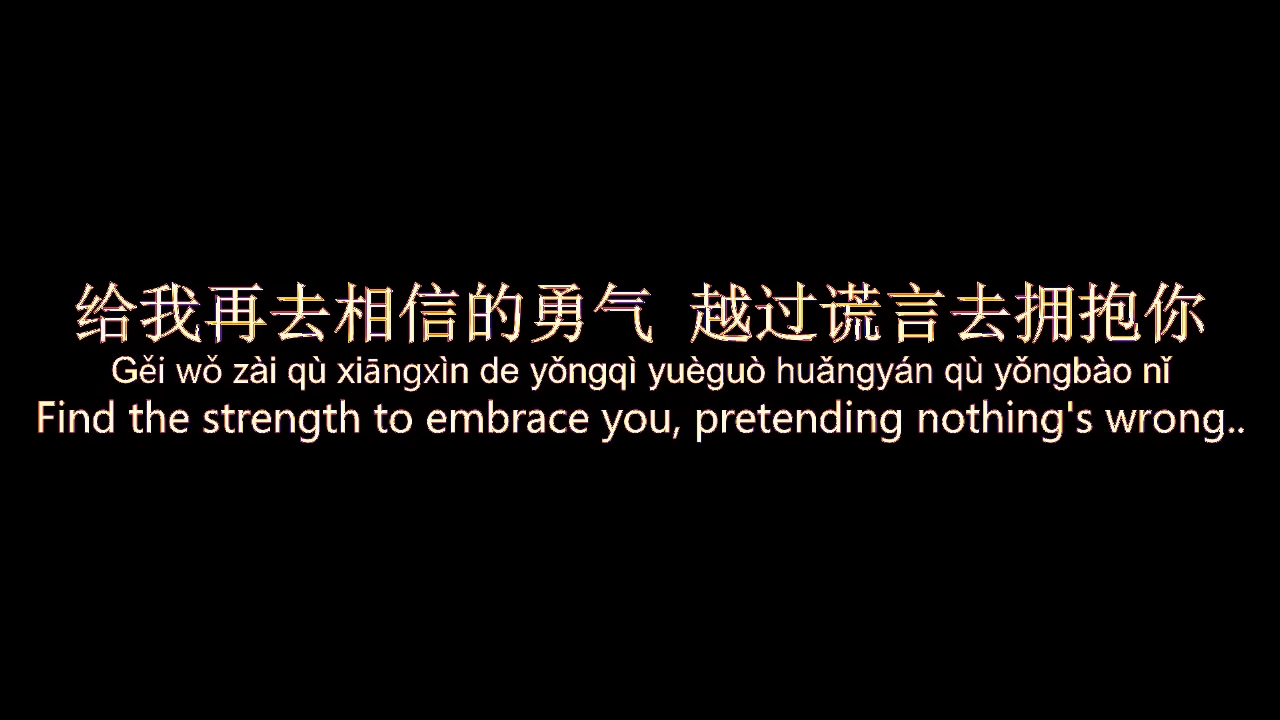 给我再去相信的勇气 越过谎言去拥抱你
Gěi wǒ zài qù xiāngxìn de yǒngqì yuèguò huǎngyán qù yǒngbào nǐ
Find the strength to embrace you, pretending nothing's wrong..